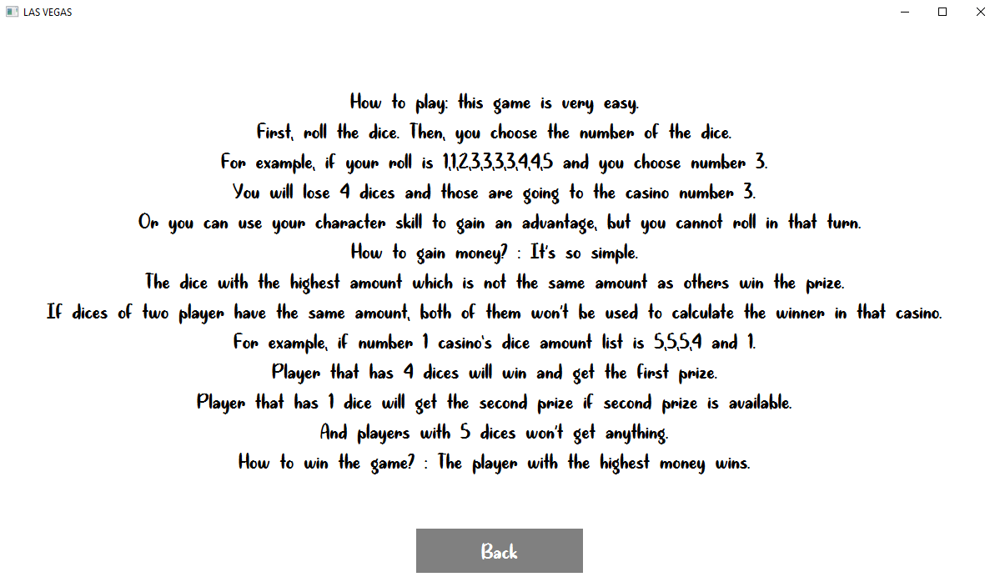 LAS VEGAS
How to play: this game is very easy.
First, roll the dice. Then, you choose the number of the dice.
For example, if your roll is 1,1,2,3,3,3,3,4,4,5 and you choose number 3.
You will lose 4 dices and those are going to the casino number 3.
Or you can use your character skill to gain an advantage, but you cannot roll in that turn.
How to gain money? : It's so simple.
The dice with the highest amount which is not the same amount as others win the prize.
If dices of two player have the same amount, both of them won't be used to calculate the winner in that casino.
For example, if number 1 casino's dice amount list is 5,5,5,4 and 1.
Player that has 4 dices will win and get the first prize.
Player that has 1 dice will get the second prize if second prize is available.
And players with 5 dices won't get anything.
How to win the game? : The player with the highest money wins.
Back